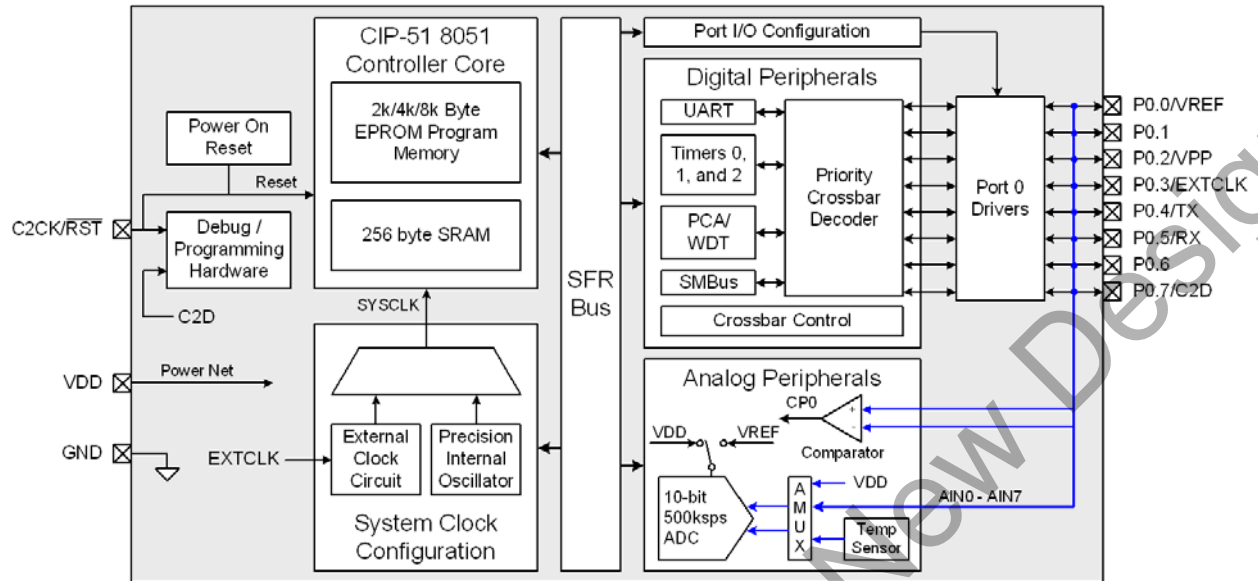 CIP-51 8051
Controller Core
2k/4k/8k Byte
EPROM Program
Memory
256 byte SRAM
Power On
Reset
Reset
C2CK/RST
Debug /
Programming
Hardware
C2D
SYSCLK
VDD
Power Net
GND
EXTCLK
External
Clock
Circuit
Precision
Internal
Oscillator
System Clock
Configuration
SFR
Bus
Port I/O Configuration
Digital Peripherals
UART
Timers 0,
1, and 2
PCA/
WDT
SMBus
Priority
Crossbar
Decoder
Crossbar Control
Port 0
Drivers
P0.0/VREF
P0.1
P0.2/VPP
P0.3/EXTCLK
P0.4/TX
P0.5/RX
P0.6
P0.7/C2D
Analog Peripherals
CP0
+
-
Comparator
VDD
VREF
10-bit
500ksps
ADC
A
M
U
X
VDD
AIN0 - AIN7
Temp
Sensor
New Desig